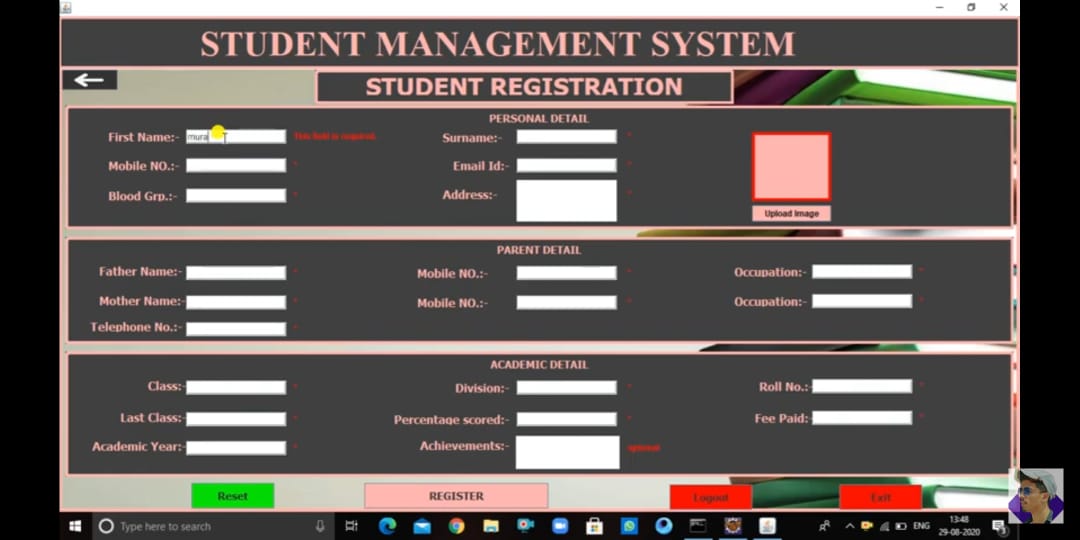 STUDENT MANAGEMENT SYSTEM
STUDENT REGISTRATION
PERSONAL DETAIL
First Name:- mura This field is required. Surname:- *
Mobile NO.:- Email Id:- *
Blood Grp.:- * Address:- *
Upload Image
PARENT DETAIL
Father Name:- * Mobile NO.:- * Occupation:- *
Mother Name:- * Mobile NO.:- * Occupation:-
Telephone No.:- *
ACADEMIC DETAIL
Class:- * Division:- * Roll No.:- *
Last Class:- * Percentage scored:- * Fee Paid:- *
Academic Year:- * Achievements:- optional
Reset REGISTER Logout Exit
Type here to search ENG 13:48
29-08-2020